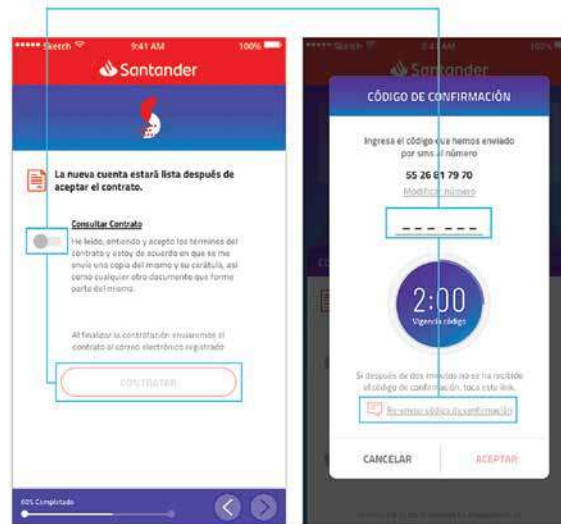 Sketch 9:41 AM 100%
Santander
La nueva cuenta estará lista después de
aceptar el contrato.
Consultar Contrato
He leído, entiendo y acepto los términos del
contrato y estoy de acuerdo en que se me
envíe una copia del mismo y su carátula, así
como cualquier otro documento que forme
parte del mismo.
Al finalizar la contratación enviaremos el
contrato al correo electrónico registrado
CONTRATAR
60% Completado
Sketch 9:41 AM 100%
Santander
CÓDIGO DE CONFIRMACIÓN
Ingresa el código que hemos enviado
por sms al número
55 26 81 79 70
Modificar número
2:00
Vigencia código
Si después de dos minutos no se ha recibido
el código de confirmación, toca este link.
Re-enviar código de confirmación
CANCELAR ACEPTAR